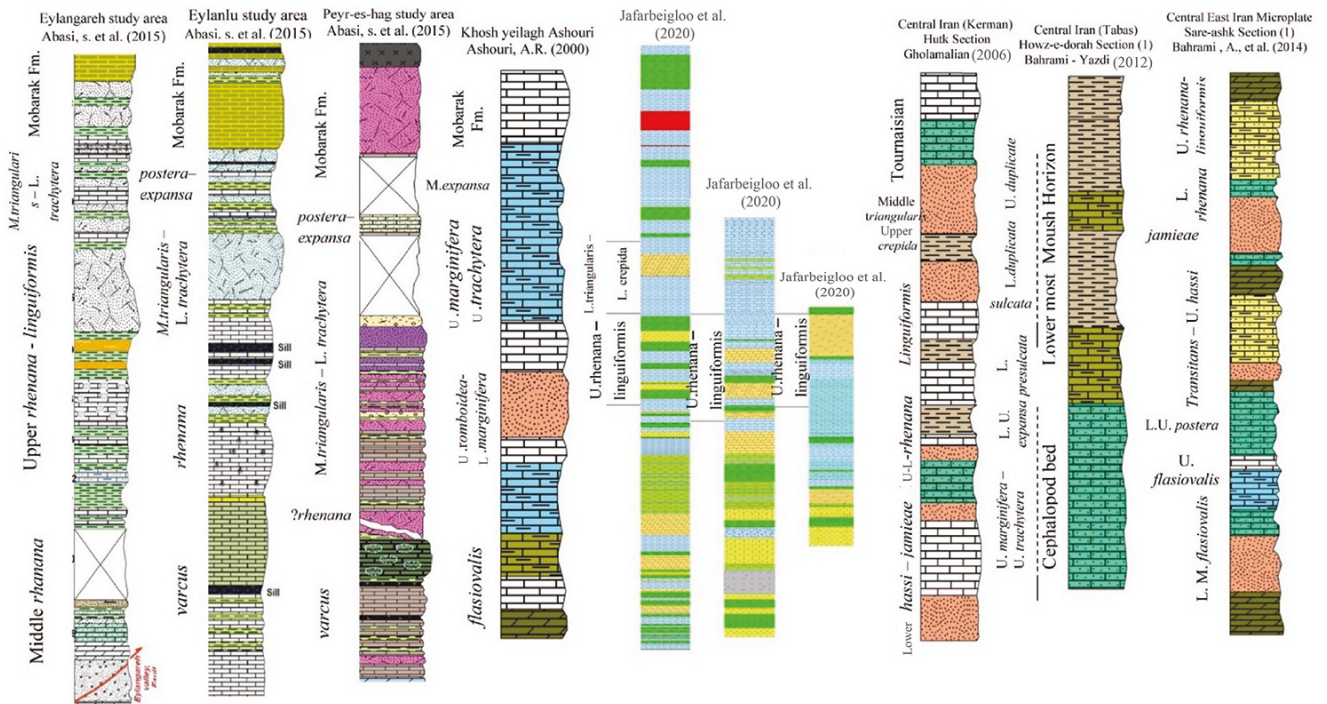 Eylangareh study area
Abasi, s. et al. (2015)
Mobarak Fm.
M.triangulari
s – L.
trachytera
Upper rhenana - linguiformis
Middle rhanana
Eylangareh
valley
Eylanlu study area
Abasi, s. et al. (2015)
Mobarak Fm.
postera–
expansa
M.triangularis –
L. trachytera
Sill
Sill
Sill
rhenana
varcus
Sill
Peyr-es-hag study area
Abasi, s. et al. (2015)
Mobarak Fm.
postera–
expansa
M.triangularis – L. trachytera
?rhenana
varcus
Khosh yeilagh Ashouri
Ashouri, A.R. (2000)
Mobarak
Fm.
M.expansa
U .marginifera
U .trachytera
U.romboidea-
L.marginifera
flasiovalis
Jafarbeigloo et al.
(2020)
L.triangularis –
L. crepida
U.rhenana –
linguiformis
Jafarbeigloo et al.
(2020)
U.rhenana –
linguiformis
Jafarbeigloo et al.
(2020)
U.rhenana –
linguiformis
Central Iran (Kerman)
Hutk Section
Gholamalian (2006)
Tournaisian
Middle
triangularis
Upper
crepida
Linguiformis
U-L-rhenana
Lower hassi – jamieae
Central Iran (Tabas)
Howz-e-dorah Section (1)
Bahrami - Yazdi (2012)
U. duplicate
L.duplicata
sulcata
L.
presulcata
L. U.
expansa
U. marginifera –
U. trachytera
Lower most Moush Horizon
Cephalopod bed
Central East Iran Microplate
Sare-ashk Section (1)
Bahrami , A., et al. (2014)
U. rhenana-
linguiformis
L.
rhenana
jamieae
Transitians – U. hassi
L.U. postera
U.
flasiovalis
L.M. flasiovalis